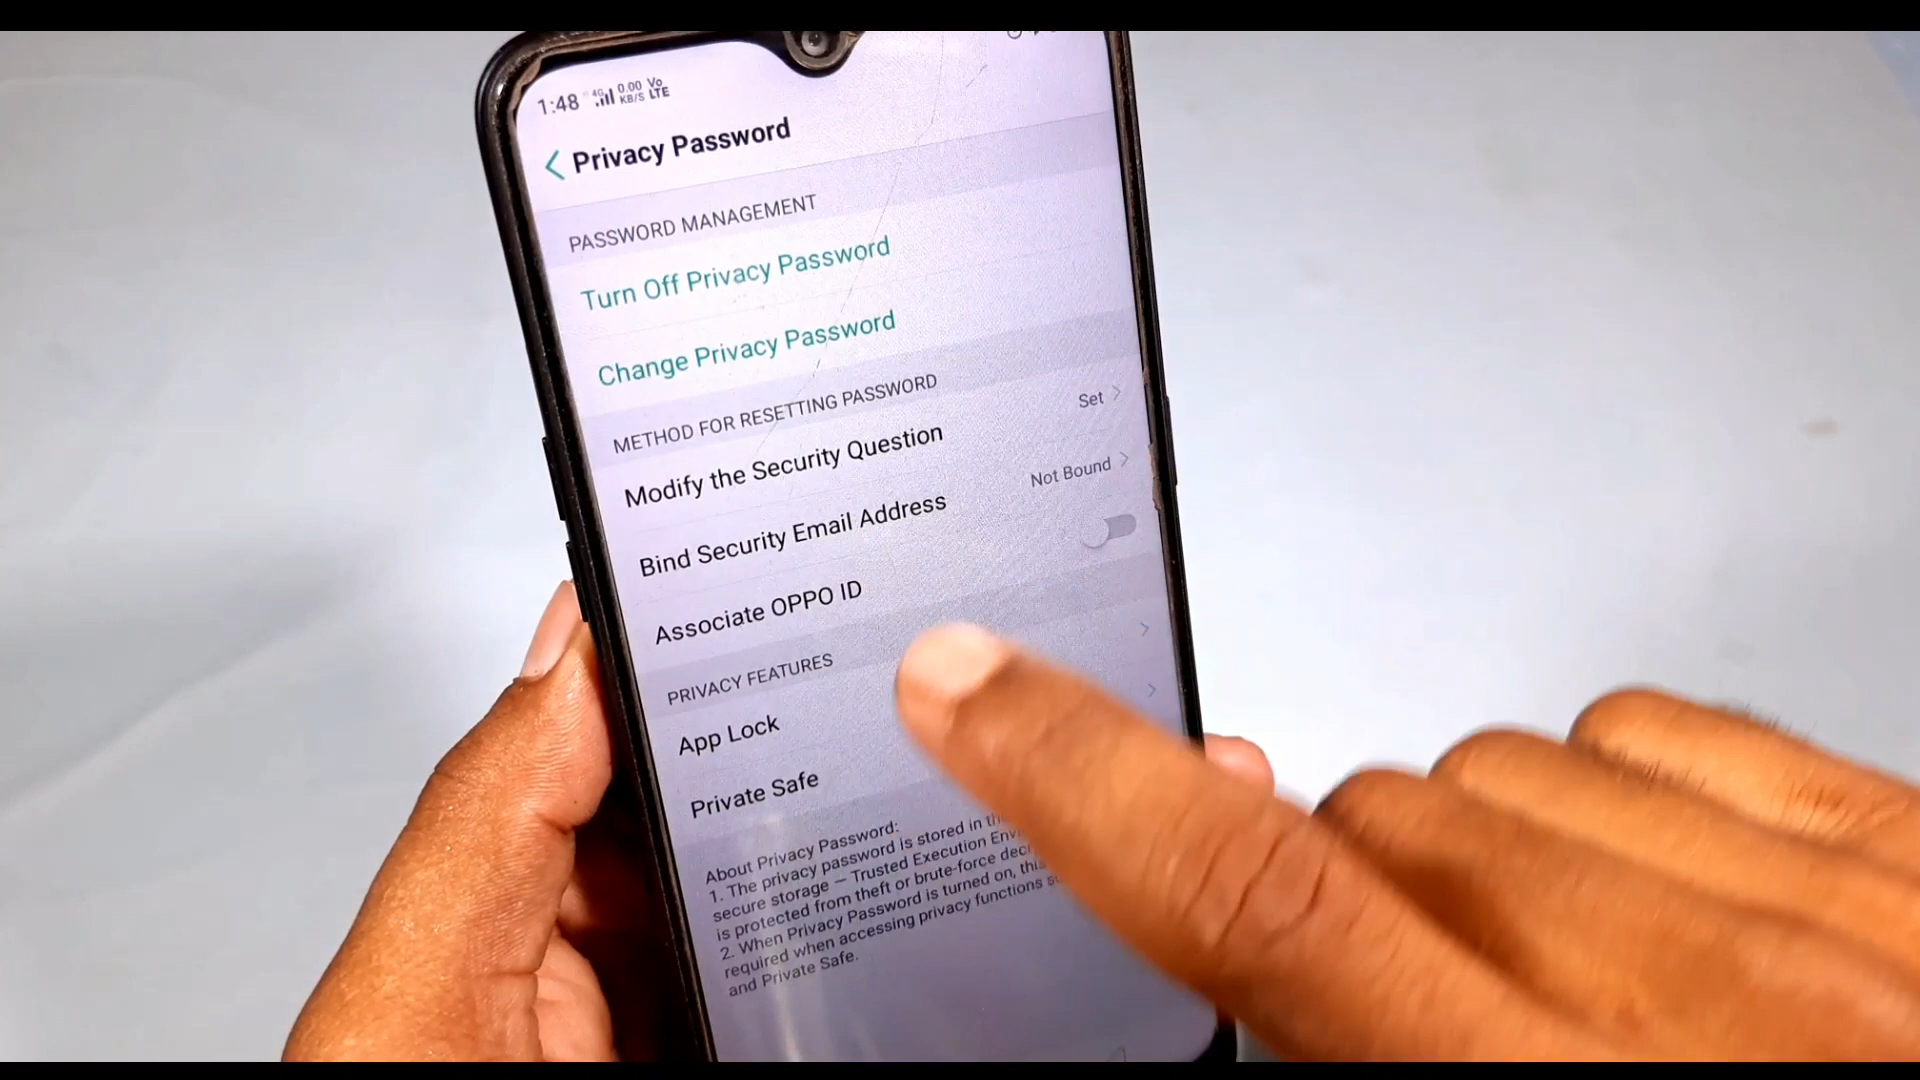 1:48 4G 0.00 KB/S Vo LTE
Privacy Password
PASSWORD MANAGEMENT
Turn Off Privacy Password
Change Privacy Password
METHOD FOR RESETTING PASSWORD
Modify the Security Question Set
Bind Security Email Address Not Bound
Associate OPPO ID
PRIVACY FEATURES
App Lock
Private Safe
About Privacy Password:
1. The privacy password is stored in
secure storage – Trusted Execution
is protected from theft or brute-force
2. When Privacy Password is turned on,
required when accessing privacy functions
and Private Safe.